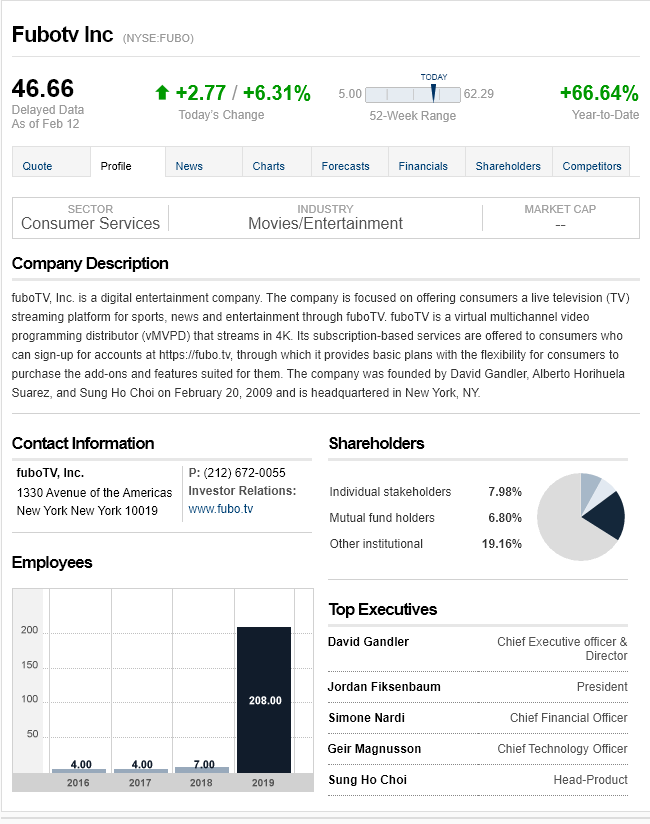 Fubotv Inc (NYSE:FUBO)
46.66
Delayed Data
As of Feb 12
+2.77 / +6.31%
Today's Change
TODAY
5.00 62.29
52-Week Range
+66.64%
Year-to-Date
Quote Profile News Charts Forecasts Financials Shareholders Competitors
SECTOR INDUSTRY MARKET CAP
Consumer Services Movies/Entertainment --
Company Description
fuboTV, Inc. is a digital entertainment company. The company is focused on offering consumers a live television (TV)
streaming platform for sports, news and entertainment through fuboTV. fuboTV is a virtual multichannel video
programming distributor (vMVPD) that streams in 4K. Its subscription-based services are offered to consumers who
can sign-up for accounts at https://fubo.tv, through which it provides basic plans with the flexibility for consumers to
purchase the add-ons and features suited for them. The company was founded by David Gandler, Alberto Horihuela
Suarez, and Sung Ho Choi on February 20, 2009 and is headquartered in New York, NY.
Contact Information
fuboTV, Inc.
1330 Avenue of the Americas
New York New York 10019
P: (212) 672-0055
Investor Relations:
www.fubo.tv
Shareholders
Individual stakeholders 7.98%
Mutual fund holders 6.80%
Other institutional 19.16%
Employees
200
150
100
50
4.00 4.00 7.00 208.00
2016 2017 2018 2019
Top Executives
David Gandler Chief Executive officer &
Director
Jordan Fiksenbaum President
Simone Nardi Chief Financial Officer
Geir Magnusson Chief Technology Officer
Sung Ho Choi Head-Product